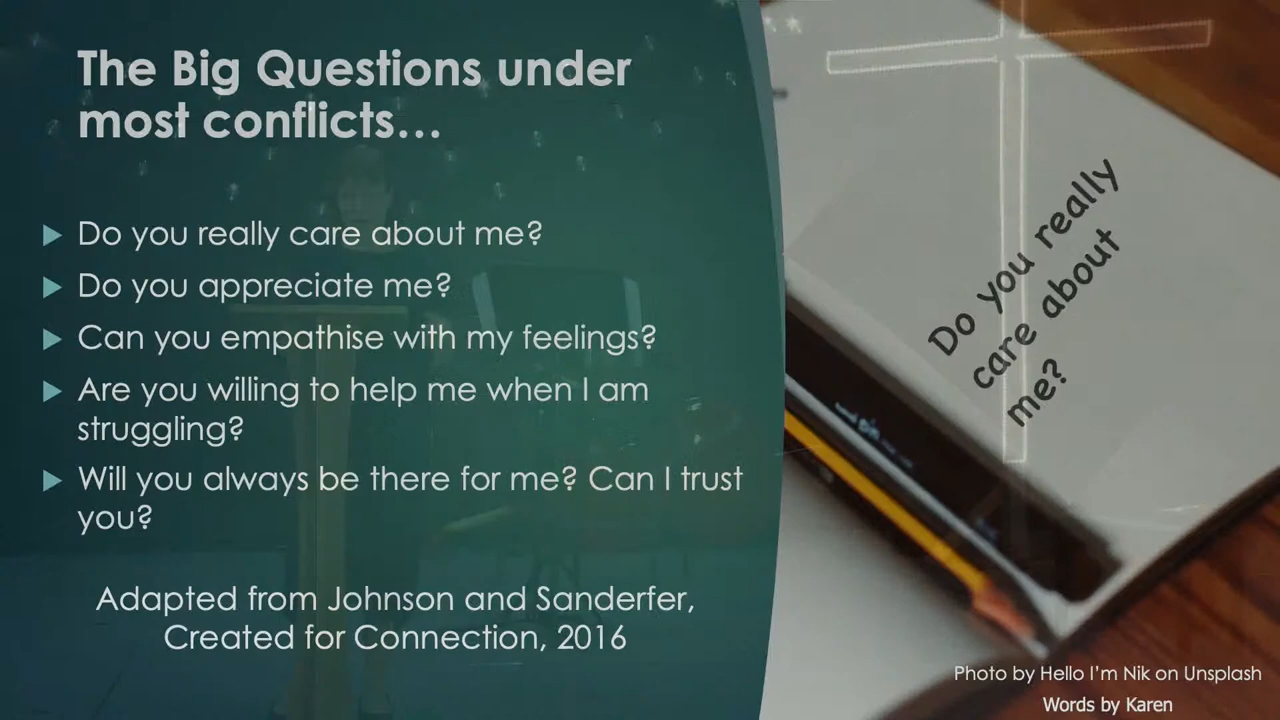 The Big Questions under
most conflicts...
Do you really care about me?
Do you appreciate me?
Can you empathise with my feelings?
Are you willing to help me when I am
struggling?
Will you always be there for me? Can I trust
you?
Adapted from Johnson and Sanderfer,
Created for Connection, 2016
Do you really
care about
me?
Photo by Hello I'm Nik on Unsplash
Words by Karen